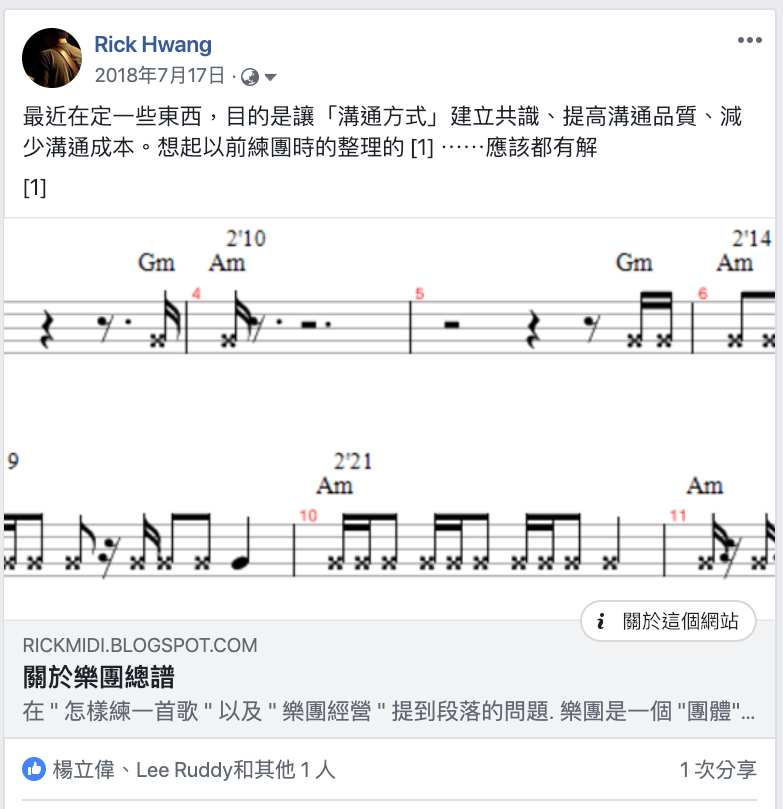 Rick Hwang
2018年7月17日 ·
最近在定一些東西，目的是讓「溝通方式」建立共識、提高溝通品質、減
少溝通成本。想起以前練團時的整理的 [1] ⋯⋯應該都有解
[1]
2'10 2'14
Gm Am Gm Am
4 5 6
9 2'21
Am Am
10 11
i 關於這個網站
RICKMIDI.BLOGSPOT.COM
關於樂團總譜
在 " 怎樣練一首歌 " 以及 " 樂團經營 " 提到段落的問題. 樂團是一個 "團體"...
楊立偉、Lee Ruddy和其他 1 人 1 次分享